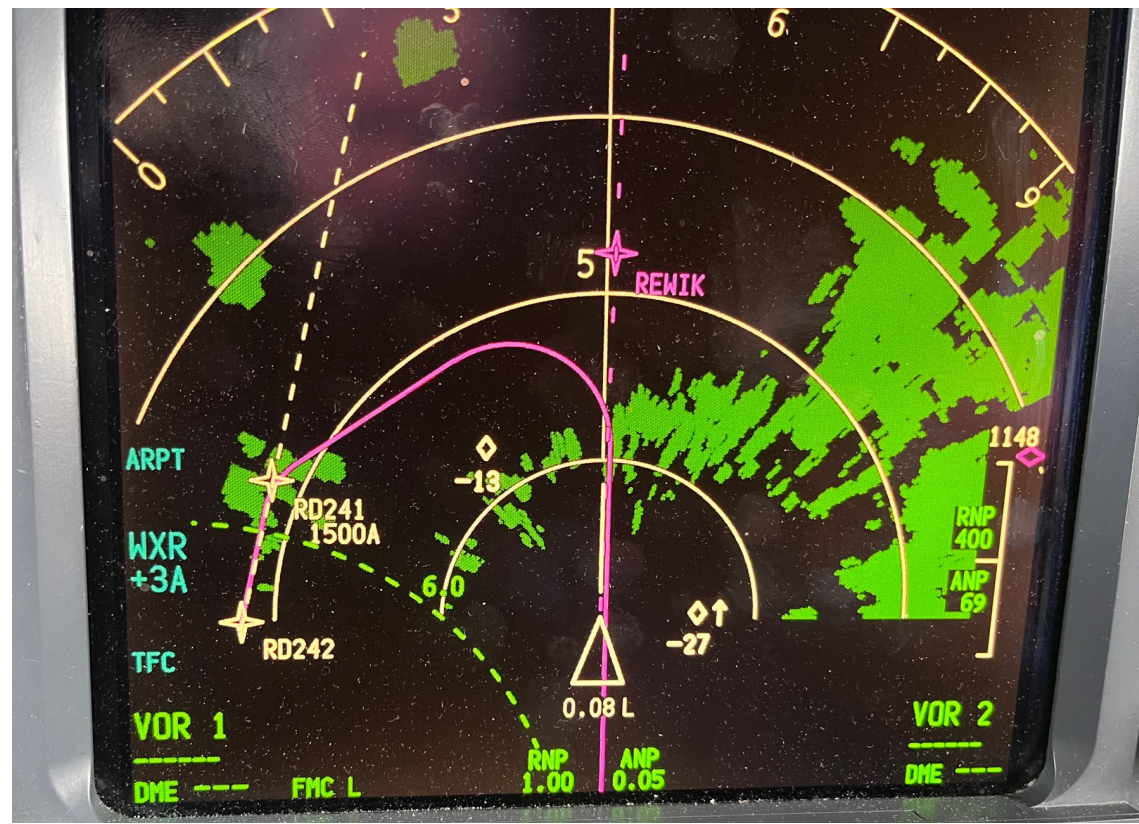 3
6
0
9
5
REWIK
1148
ARPT
-13
RD241
1500A
RNP
400
WXR
+3A
ANP
69
6.0
-27
RD242
TFC
0.08 L
VOR 1
VOR 2
------
-----
RNP
ANP
DME ---
FMC L
1.00
0.05
DME ---